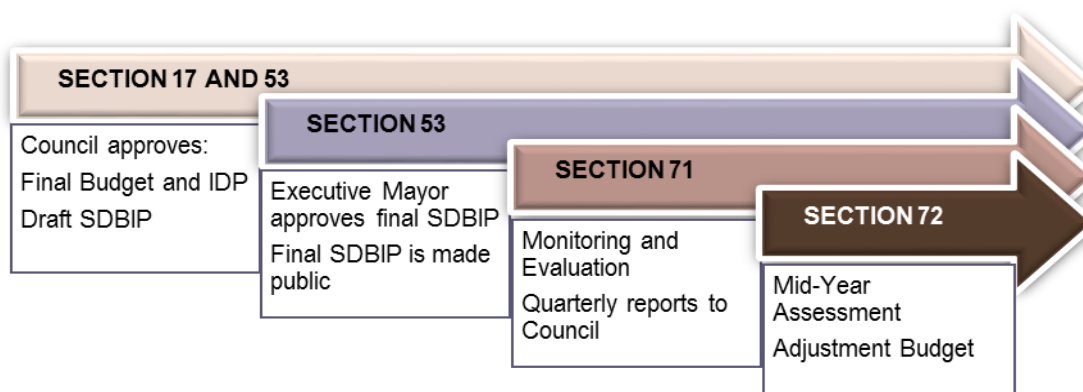 SECTION 17 AND 53
Council approves:
Final Budget and IDP
Draft SDBIP
SECTION 53
Executive Mayor
approves final SDBIP
Final SDBIP is made
public
SECTION 71
Monitoring and
Evaluation
Quarterly reports to
Council
SECTION 72
Mid-Year
Assessment
Adjustment Budget